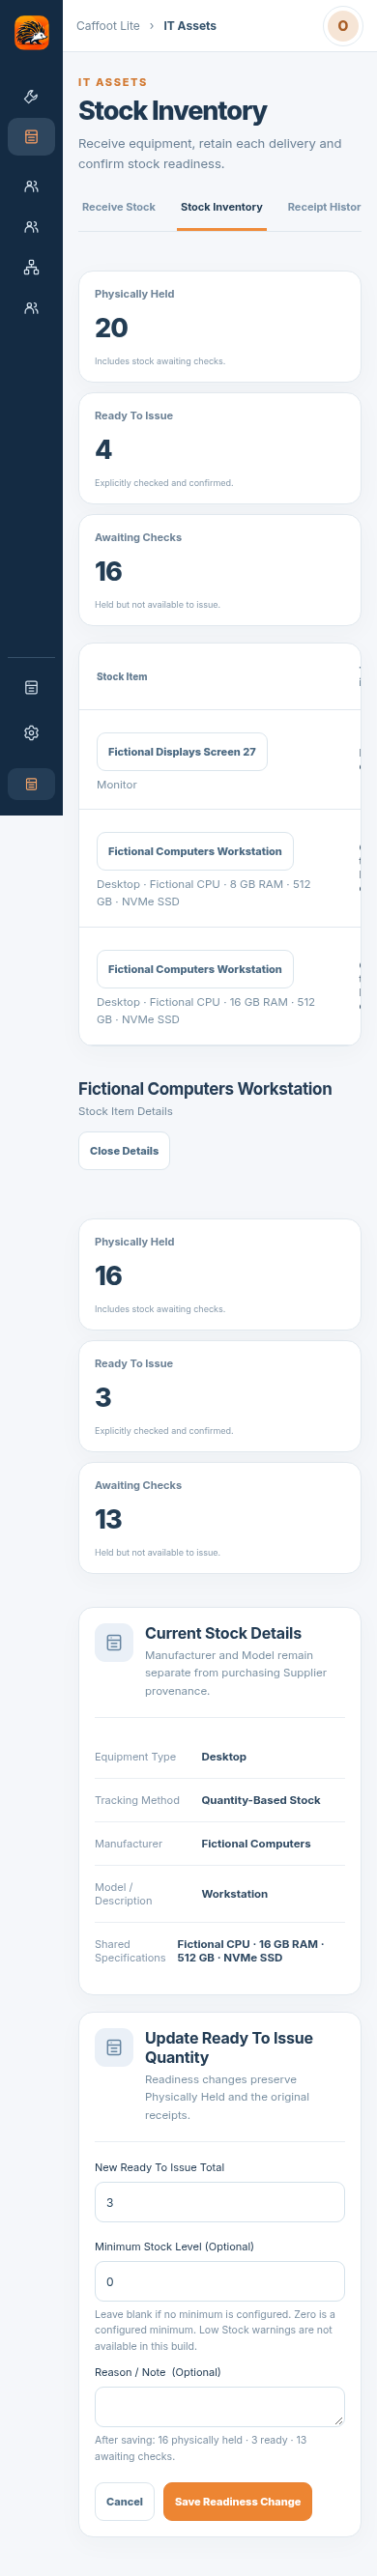 Caffoot Lite › IT Assets
O
IT ASSETS
Stock Inventory
Receive equipment, retain each delivery and
confirm stock readiness.
Receive Stock Stock Inventory Receipt Histor
Physically Held
20
Includes stock awaiting checks.
Ready To Issue
4
Explicitly checked and confirmed.
Awaiting Checks
16
Held but not available to issue.
Stock Item
Fictional Displays Screen 27
Monitor
Fictional Computers Workstation
Desktop · Fictional CPU · 8 GB RAM · 512
GB · NVMe SSD
Fictional Computers Workstation
Desktop · Fictional CPU · 16 GB RAM · 512
GB · NVMe SSD
Fictional Computers Workstation
Stock Item Details
Close Details
Physically Held
16
Includes stock awaiting checks.
Ready To Issue
3
Explicitly checked and confirmed.
Awaiting Checks
13
Held but not available to issue.
Current Stock Details
Manufacturer and Model remain
separate from purchasing Supplier
provenance.
Equipment Type Desktop
Tracking Method Quantity-Based Stock
Manufacturer Fictional Computers
Model /
Description Workstation
Shared Fictional CPU · 16 GB RAM ·
Specifications 512 GB · NVMe SSD
Update Ready To Issue
Quantity
Readiness changes preserve
Physically Held and the original
receipts.
New Ready To Issue Total
3
Minimum Stock Level (Optional)
0
Leave blank if no minimum is configured. Zero is a
configured minimum. Low Stock warnings are not
available in this build.
Reason / Note (Optional)
After saving: 16 physically held · 3 ready · 13
awaiting checks.
Cancel Save Readiness Change